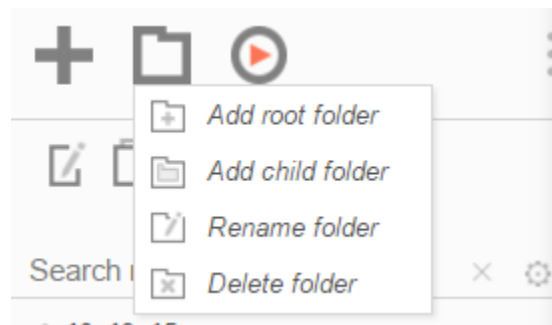 Add root folder
Add child folder
Rename folder
Search
Delete folder